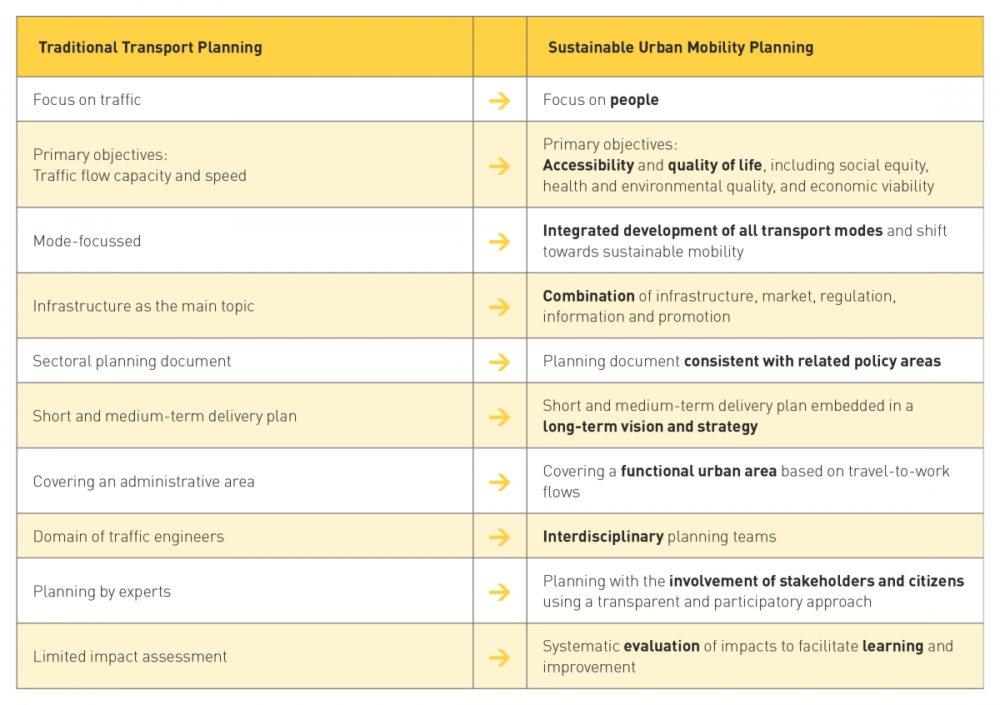 Traditional Transport Planning
Sustainable Urban Mobility Planning
Focus on traffic
→
Focus on people
Primary objectives:
Traffic flow capacity and speed
→
Primary objectives:
Accessibility and quality of life, including social equity,
health and environmental quality, and economic viability
Mode-focussed
→
Integrated development of all transport modes and shift
towards sustainable mobility
Infrastructure as the main topic
→
Combination of infrastructure, market, regulation,
information and promotion
Sectoral planning document
→
Planning document consistent with related policy areas
Short and medium-term delivery plan
→
Short and medium-term delivery plan embedded in a
long-term vision and strategy
Covering an administrative area
→
Covering a functional urban area based on travel-to-work
flows
Domain of traffic engineers
→
Interdisciplinary planning teams
Planning by experts
→
Planning with the involvement of stakeholders and citizens
using a transparent and participatory approach
Limited impact assessment
→
Systematic evaluation of impacts to facilitate learning and
improvement